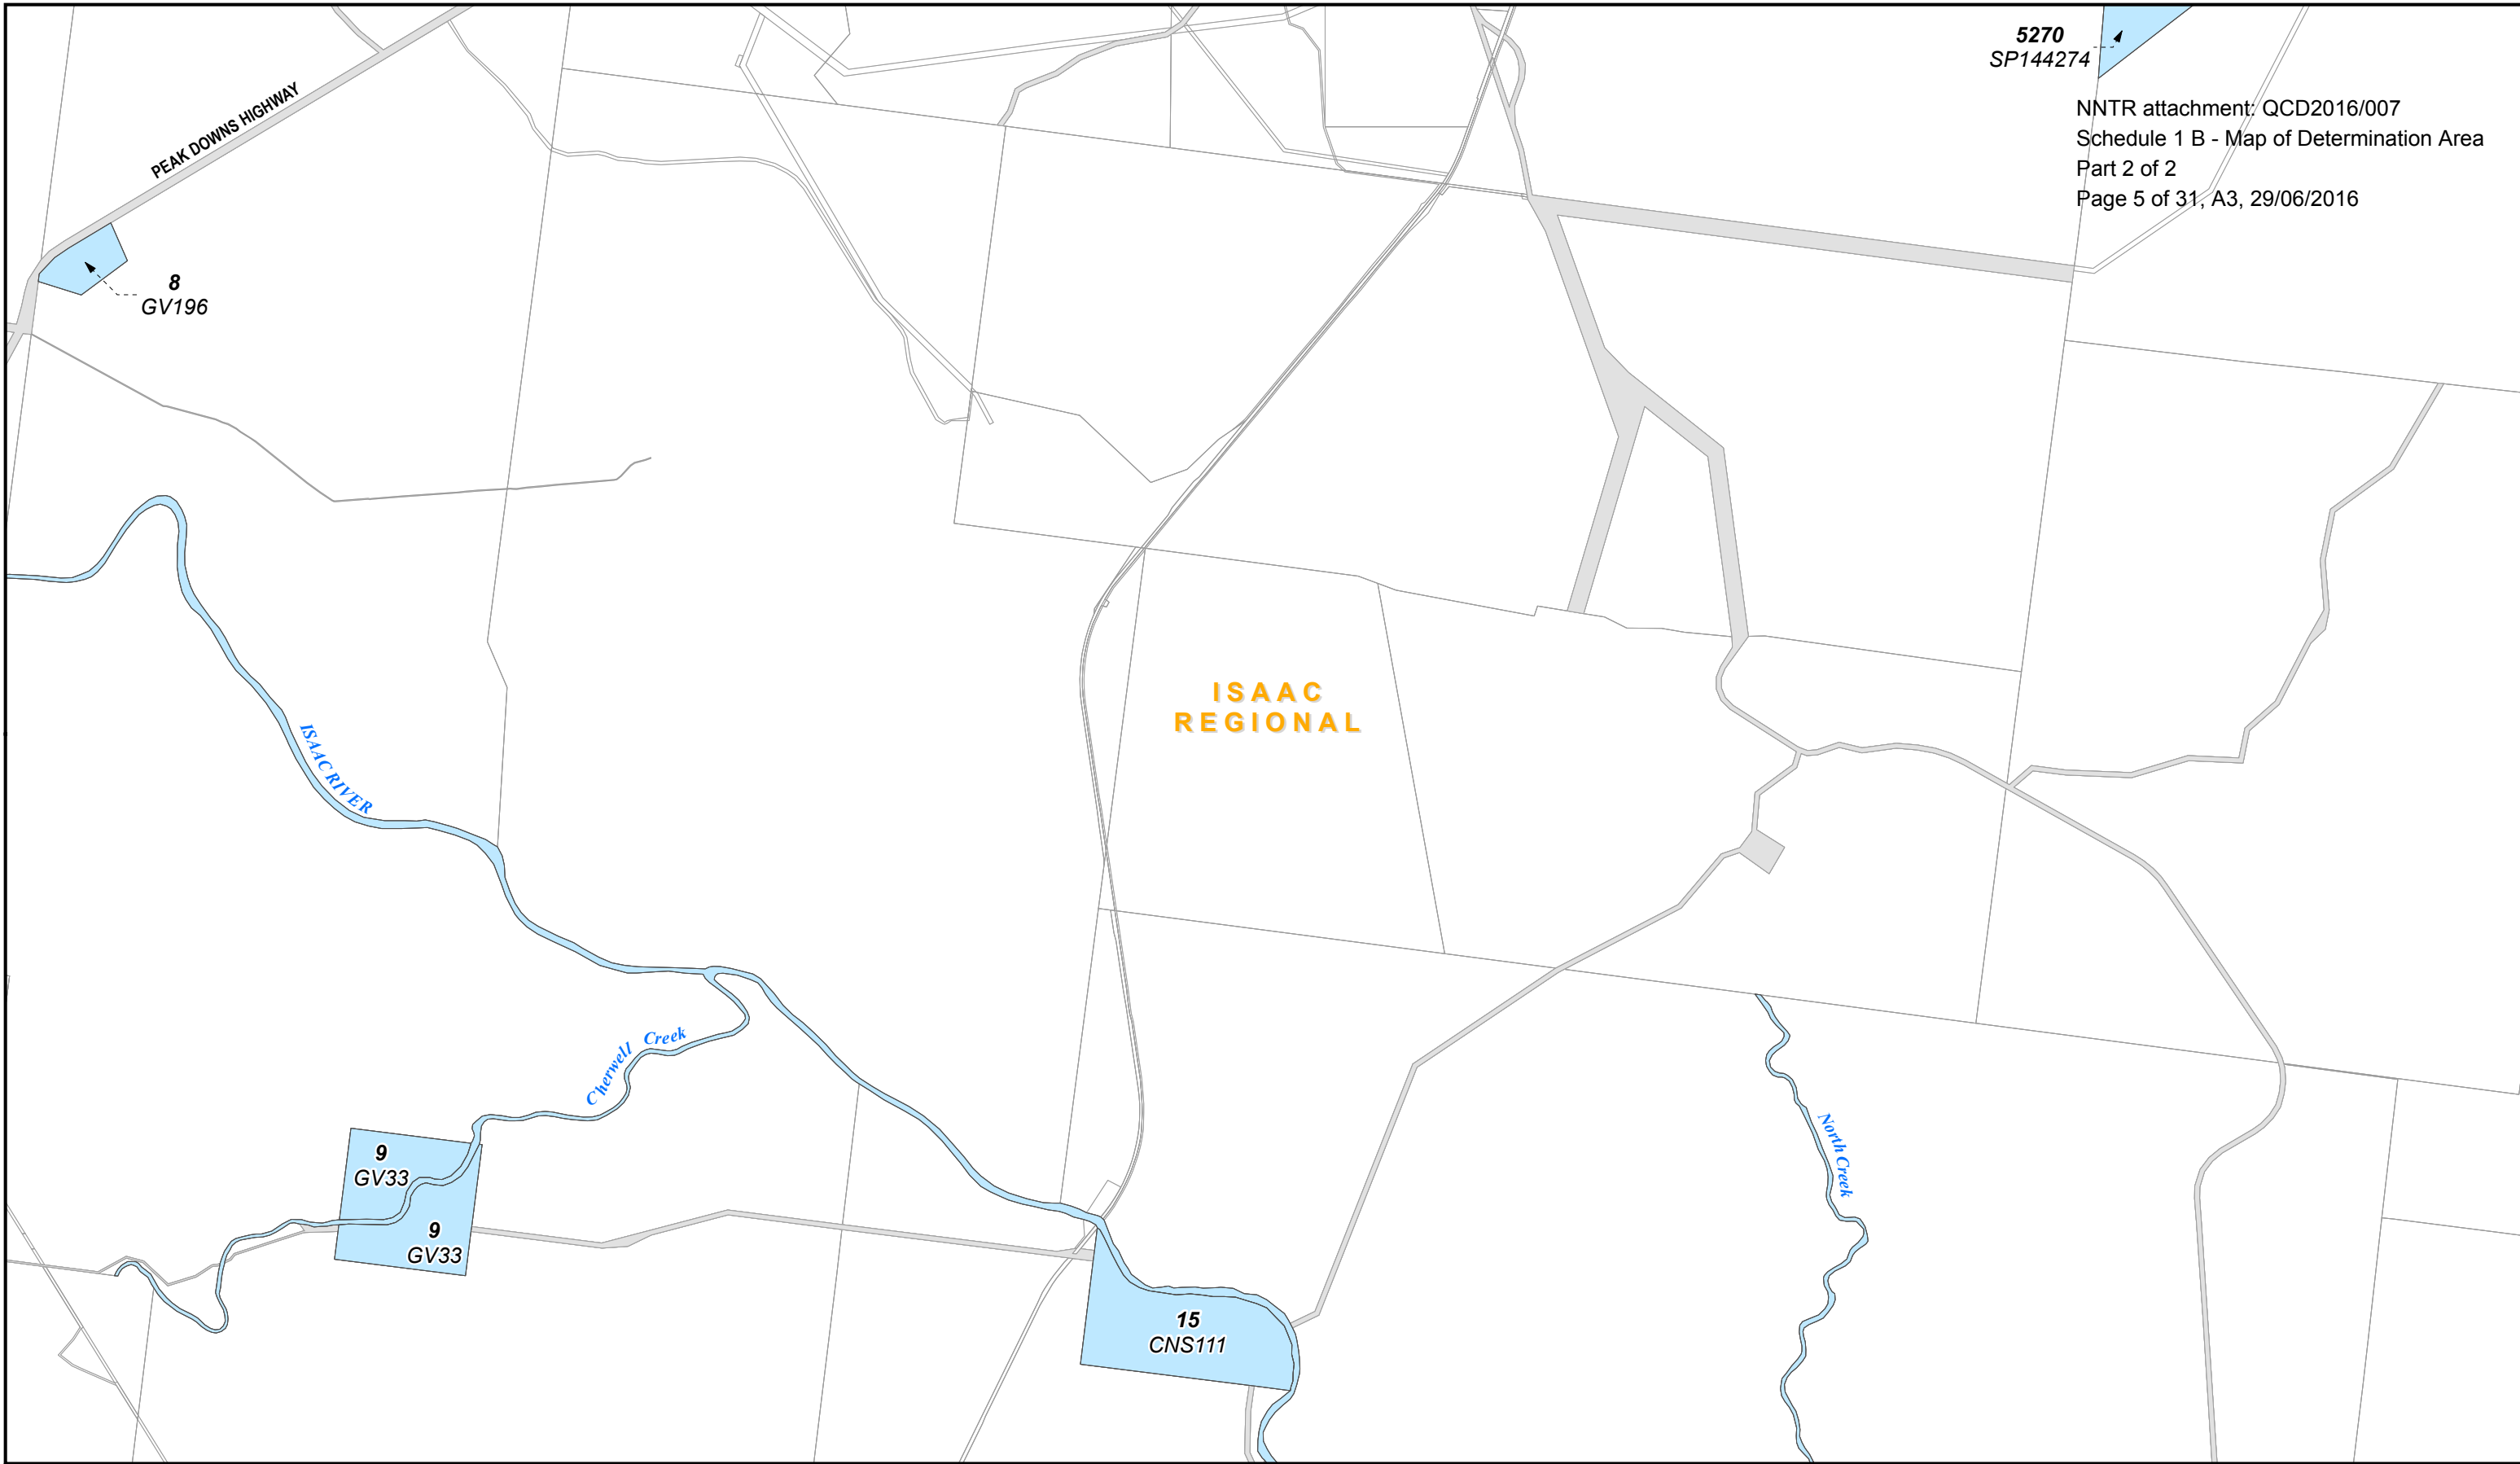 5270
SP144274
NNTR attachment: QCD2016/007
Schedule 1 B - Map of Determination Area
Part 2 of 2
Page 5 of 31, A3, 29/06/2016
PEAK DOWNS HIGHWAY
8
GV196
ISAAC
REGIONAL
ISAAC RIVER
Cherwell Creek
North Creek
9
GV33
9
GV33
15
CNS111